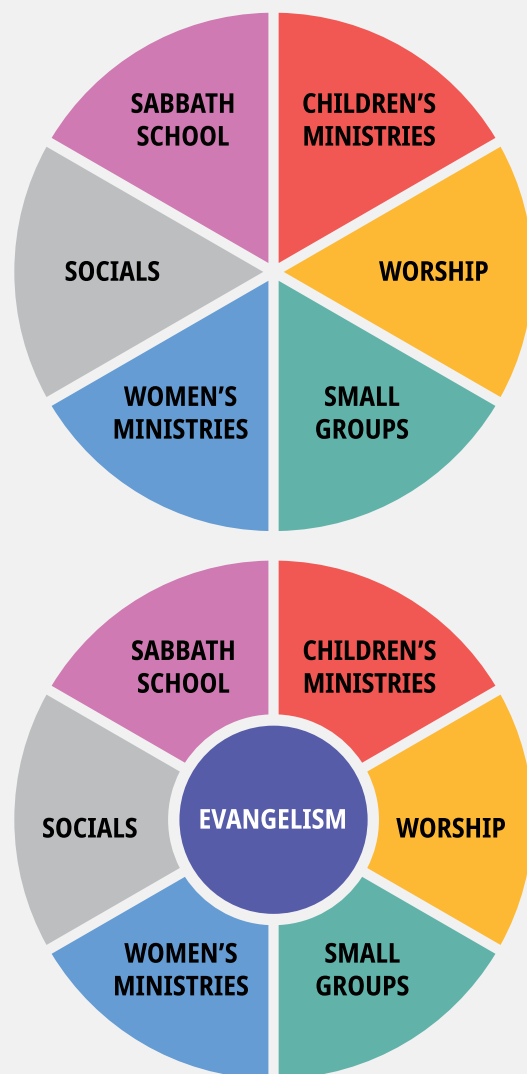 SABBATH
SCHOOL
CHILDREN'S
MINISTRIES
SOCIALS
WORSHIP
WOMEN'S
MINISTRIES
SMALL
GROUPS
SABBATH
SCHOOL
CHILDREN'S
MINISTRIES
EVANGELISM
SOCIALS
WORSHIP
WOMEN'S
MINISTRIES
SMALL
GROUPS